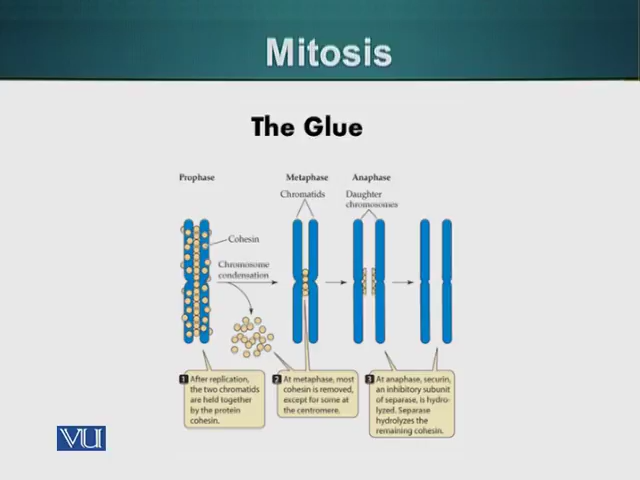 Mitosis
The Glue
Prophase
Metaphase
Anaphase
Chromatids
Daughter
chromosomes
Cohesin
Chromosome
condensation
1 After replication,
the two chromatids
are held together
by the protein
cohesin.
2 At metaphase, most
cohesin is removed,
except for some at
the centromere.
3 At anaphase, securin,
an inhibitory subunit
of separase, is hydro-
lyzed. Separase
hydrolyzes the
remaining cohesin.
VU